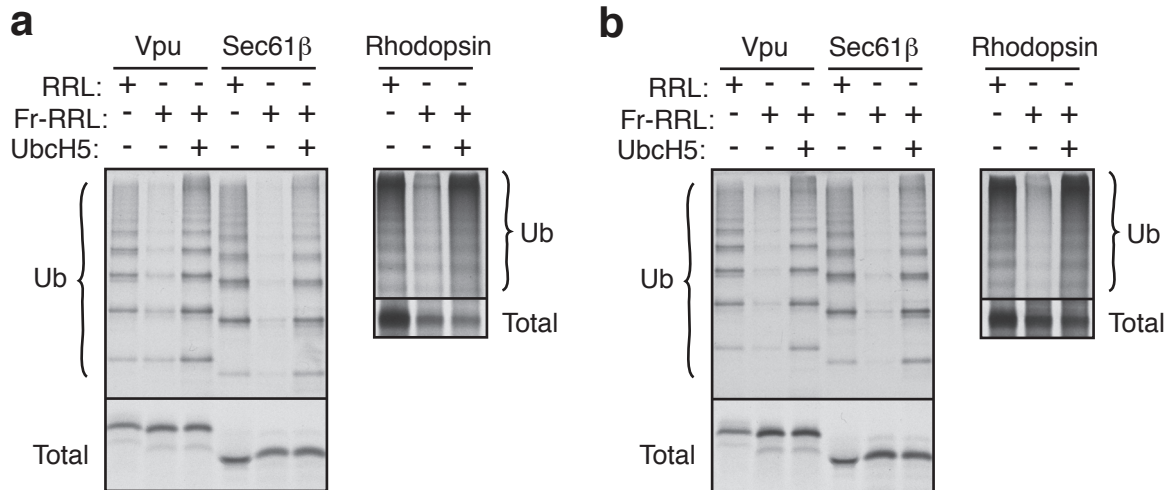 a
Vpu Sec61β Rhodopsin
RRL: + - - + - - + - -
Fr-RRL: - + + - + + - + +
UbcH5: - - + - - + - - +
Ub
Ub
Total
Total
b
Vpu Sec61β Rhodopsin
RRL: + - - + - - + - -
Fr-RRL: - + + - + + - + +
UbcH5: - - + - - + - - +
Ub
Ub
Total
Total